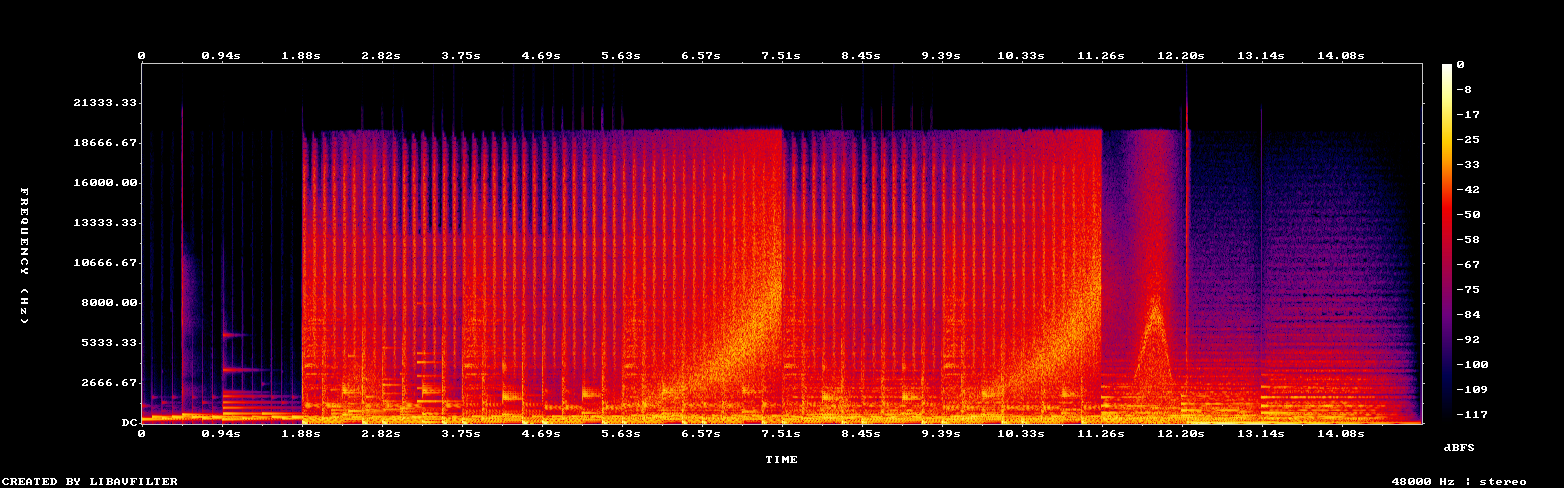 0 0.94s 1.88s 2.82s 3.75s 4.69s 5.63s 6.57s 7.51s 8.45s 9.39s 10.33s 11.26s 12.20s 13.14s 14.08s
21333.33
18666.67
16000.00
13333.33
10666.67
8000.00
5333.33
2666.67
DC
FREQUENCY (Hz)
0
-8
-17
-25
-33
-42
-50
-58
-67
-75
-84
-92
-100
-109
-117
dBFS
0 0.94s 1.88s 2.82s 3.75s 4.69s 5.63s 6.57s 7.51s 8.45s 9.39s 10.33s 11.26s 12.20s 13.14s 14.08s
TIME
CREATED BY LIBAVFILTER
48000 Hz | stereo